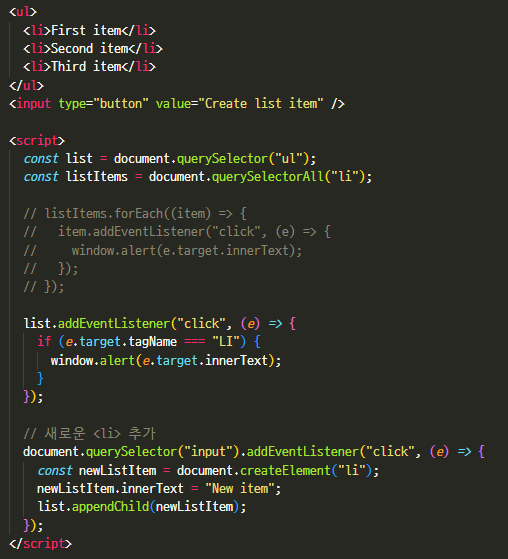 <ul>
  <li>First item</li>
  <li>Second item</li>
  <li>Third item</li>
</ul>
<input type="button" value="Create list item" />

<script>
  const list = document.querySelector("ul");
  const listItems = document.querySelectorAll("li");

  // listItems.forEach((item) => {
  //   item.addEventListener("click", (e) => {
  //     window.alert(e.target.innerText);
  //   });
  // });

  list.addEventListener("click", (e) => {
    if (e.target.tagName === "LI") {
      window.alert(e.target.innerText);
    }
  });

  // 새로운 <li> 추가
  document.querySelector("input").addEventListener("click", (e) => {
    const newListItem = document.createElement("li");
    newListItem.innerText = "New item";
    list.appendChild(newListItem);
  });
</script>